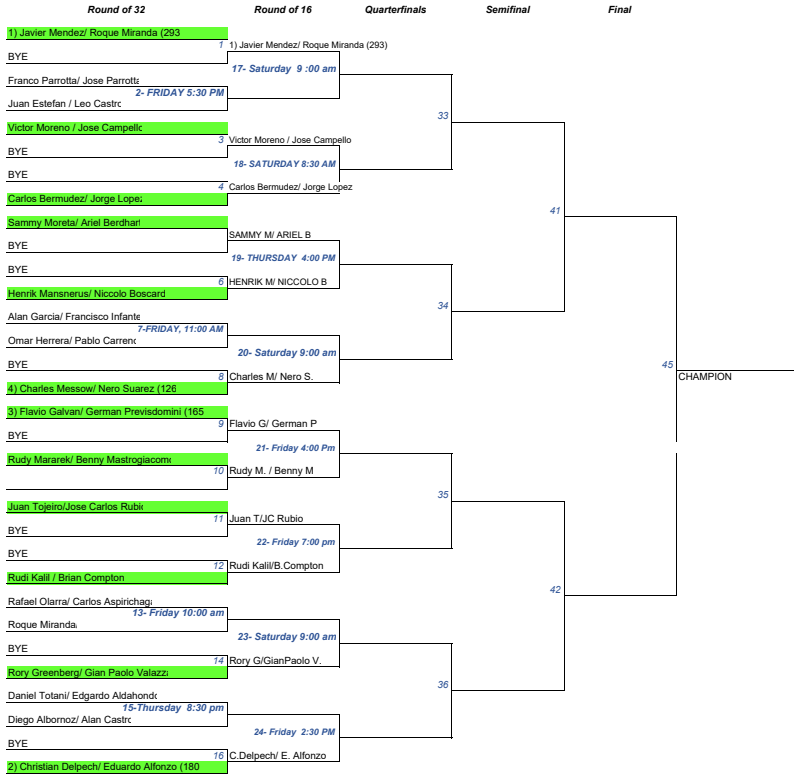 Round of 32 Round of 16 Quarterfinals Semifinal Final
1) Javier Mendez/ Roque Miranda (293
1 1) Javier Mendez/ Roque Miranda (293)
BYE
17- Saturday 9 :00 am
Franco Parrotta/ Jose Parrotta
2- FRIDAY 5:30 PM
Juan Estefan / Leo Castro
33
Victor Moreno / Jose Campello
3 Victor Moreno / Jose Campello
BYE
18- SATURDAY 8:30 AM
BYE
4 Carlos Bermudez/ Jorge Lopez
Carlos Bermudez/ Jorge Lopez
41
Sammy Moreta/ Ariel Berdhan
SAMMY M/ ARIEL B
BYE
19- THURSDAY 4:00 PM
BYE
6 HENRIK M/ NICCOLO B
Henrik Mansnerus/ Niccolo Boscard
34
Alan Garcia/ Francisco Infante
7-FRIDAY, 11:00 AM
Omar Herrera/ Pablo Carreno
20- Saturday 9:00 am
BYE
45
8 Charles M/ Nero S.
CHAMPION
4) Charles Messow/ Nero Suarez (126
3) Flavio Galvan/ German Previsdomini (165
9 Flavio G/ German P
BYE
21- Friday 4:00 Pm
Rudy Mararek/ Benny Mastrogiacomo
10 Rudy M. / Benny M
35
Juan Tojeiro/Jose Carlos Rubio
11 Juan T/JC Rubio
BYE
22- Friday 7:00 pm
BYE
12 Rudi Kalil/B.Compton
Rudi Kalil / Brian Compton
42
Rafael Olarra/ Carlos Aspirichaga
13- Friday 10:00 am
Roque Miranda/
23- Saturday 9:00 am
BYE
14 Rory G/GianPaolo V.
Rory Greenberg/ Gian Paolo Valazza
36
Daniel Totani/ Edgardo Aldahondo
15-Thursday 8:30 pm
Diego Albornoz/ Alan Castro
24- Friday 2:30 PM
BYE
16 C.Delpech/ E. Alfonzo
2) Christian Delpech/ Eduardo Alfonzo (180